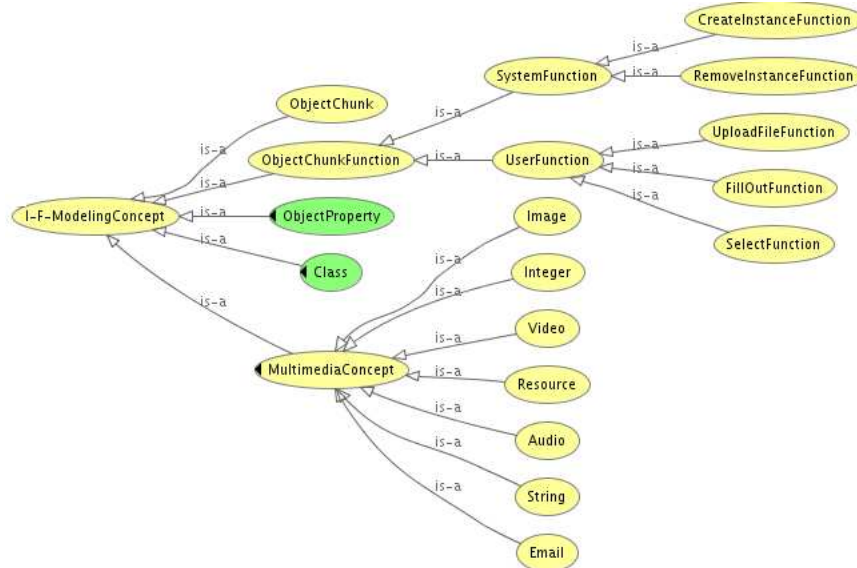 CreateInstanceFunction
is-a
SystemFunction
is-a
RemoveInstanceFunction
ObjectChunk
is-a
UploadFileFunction
is-a
is-a
ObjectChunkFunction
is-a
UserFunction
is-a
FillOutFunction
is-a
I-F-ModelingConcept
is-a
ObjectProperty
Image
is-a
SelectFunction
is-a
is-a
Class
Integer
is-a
is-a
Video
is-a
MultimediaConcept
is-a
Resource
is-a
Audio
is-a
String
is-a
Email